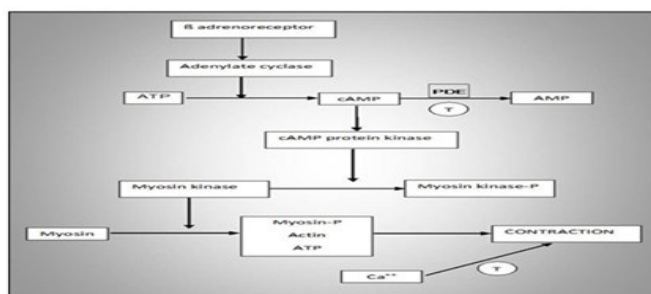 ß adrenoreceptor
Adenylate cyclase
ATP
cAMP
PDE
T
AMP
cAMP protein kinase
Myosin kinase
Myosin kinase-P
Myosin
Myosin-P
Actin
ATP
CONTRACTION
Ca⁺⁺
T